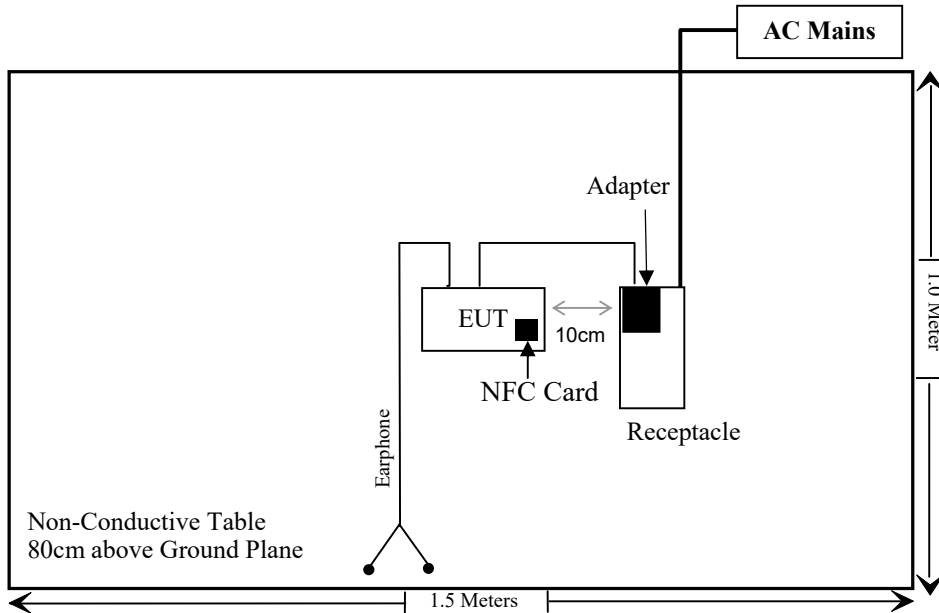 AC Mains
Adapter
EUT
10cm
NFC Card
Receptacle
Earphone
1.0 Meter
Non-Conductive Table
80cm above Ground Plane
1.5 Meters